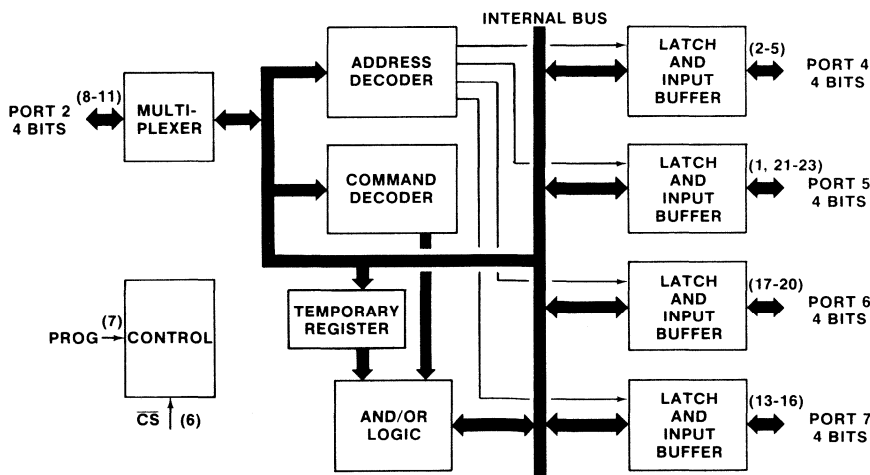 INTERNAL BUS
PORT 2
4 BITS
(8-11)
MULTI-
PLEXER
ADDRESS
DECODER
COMMAND
DECODER
TEMPORARY
REGISTER
AND/OR
LOGIC
PROG
(7)
CONTROL
CS
(6)
LATCH
AND
INPUT
BUFFER
(2-5)
PORT 4
4 BITS
LATCH
AND
INPUT
BUFFER
(1, 21-23)
PORT 5
4 BITS
LATCH
AND
INPUT
BUFFER
(17-20)
PORT 6
4 BITS
LATCH
AND
INPUT
BUFFER
(13-16)
PORT 7
4 BITS